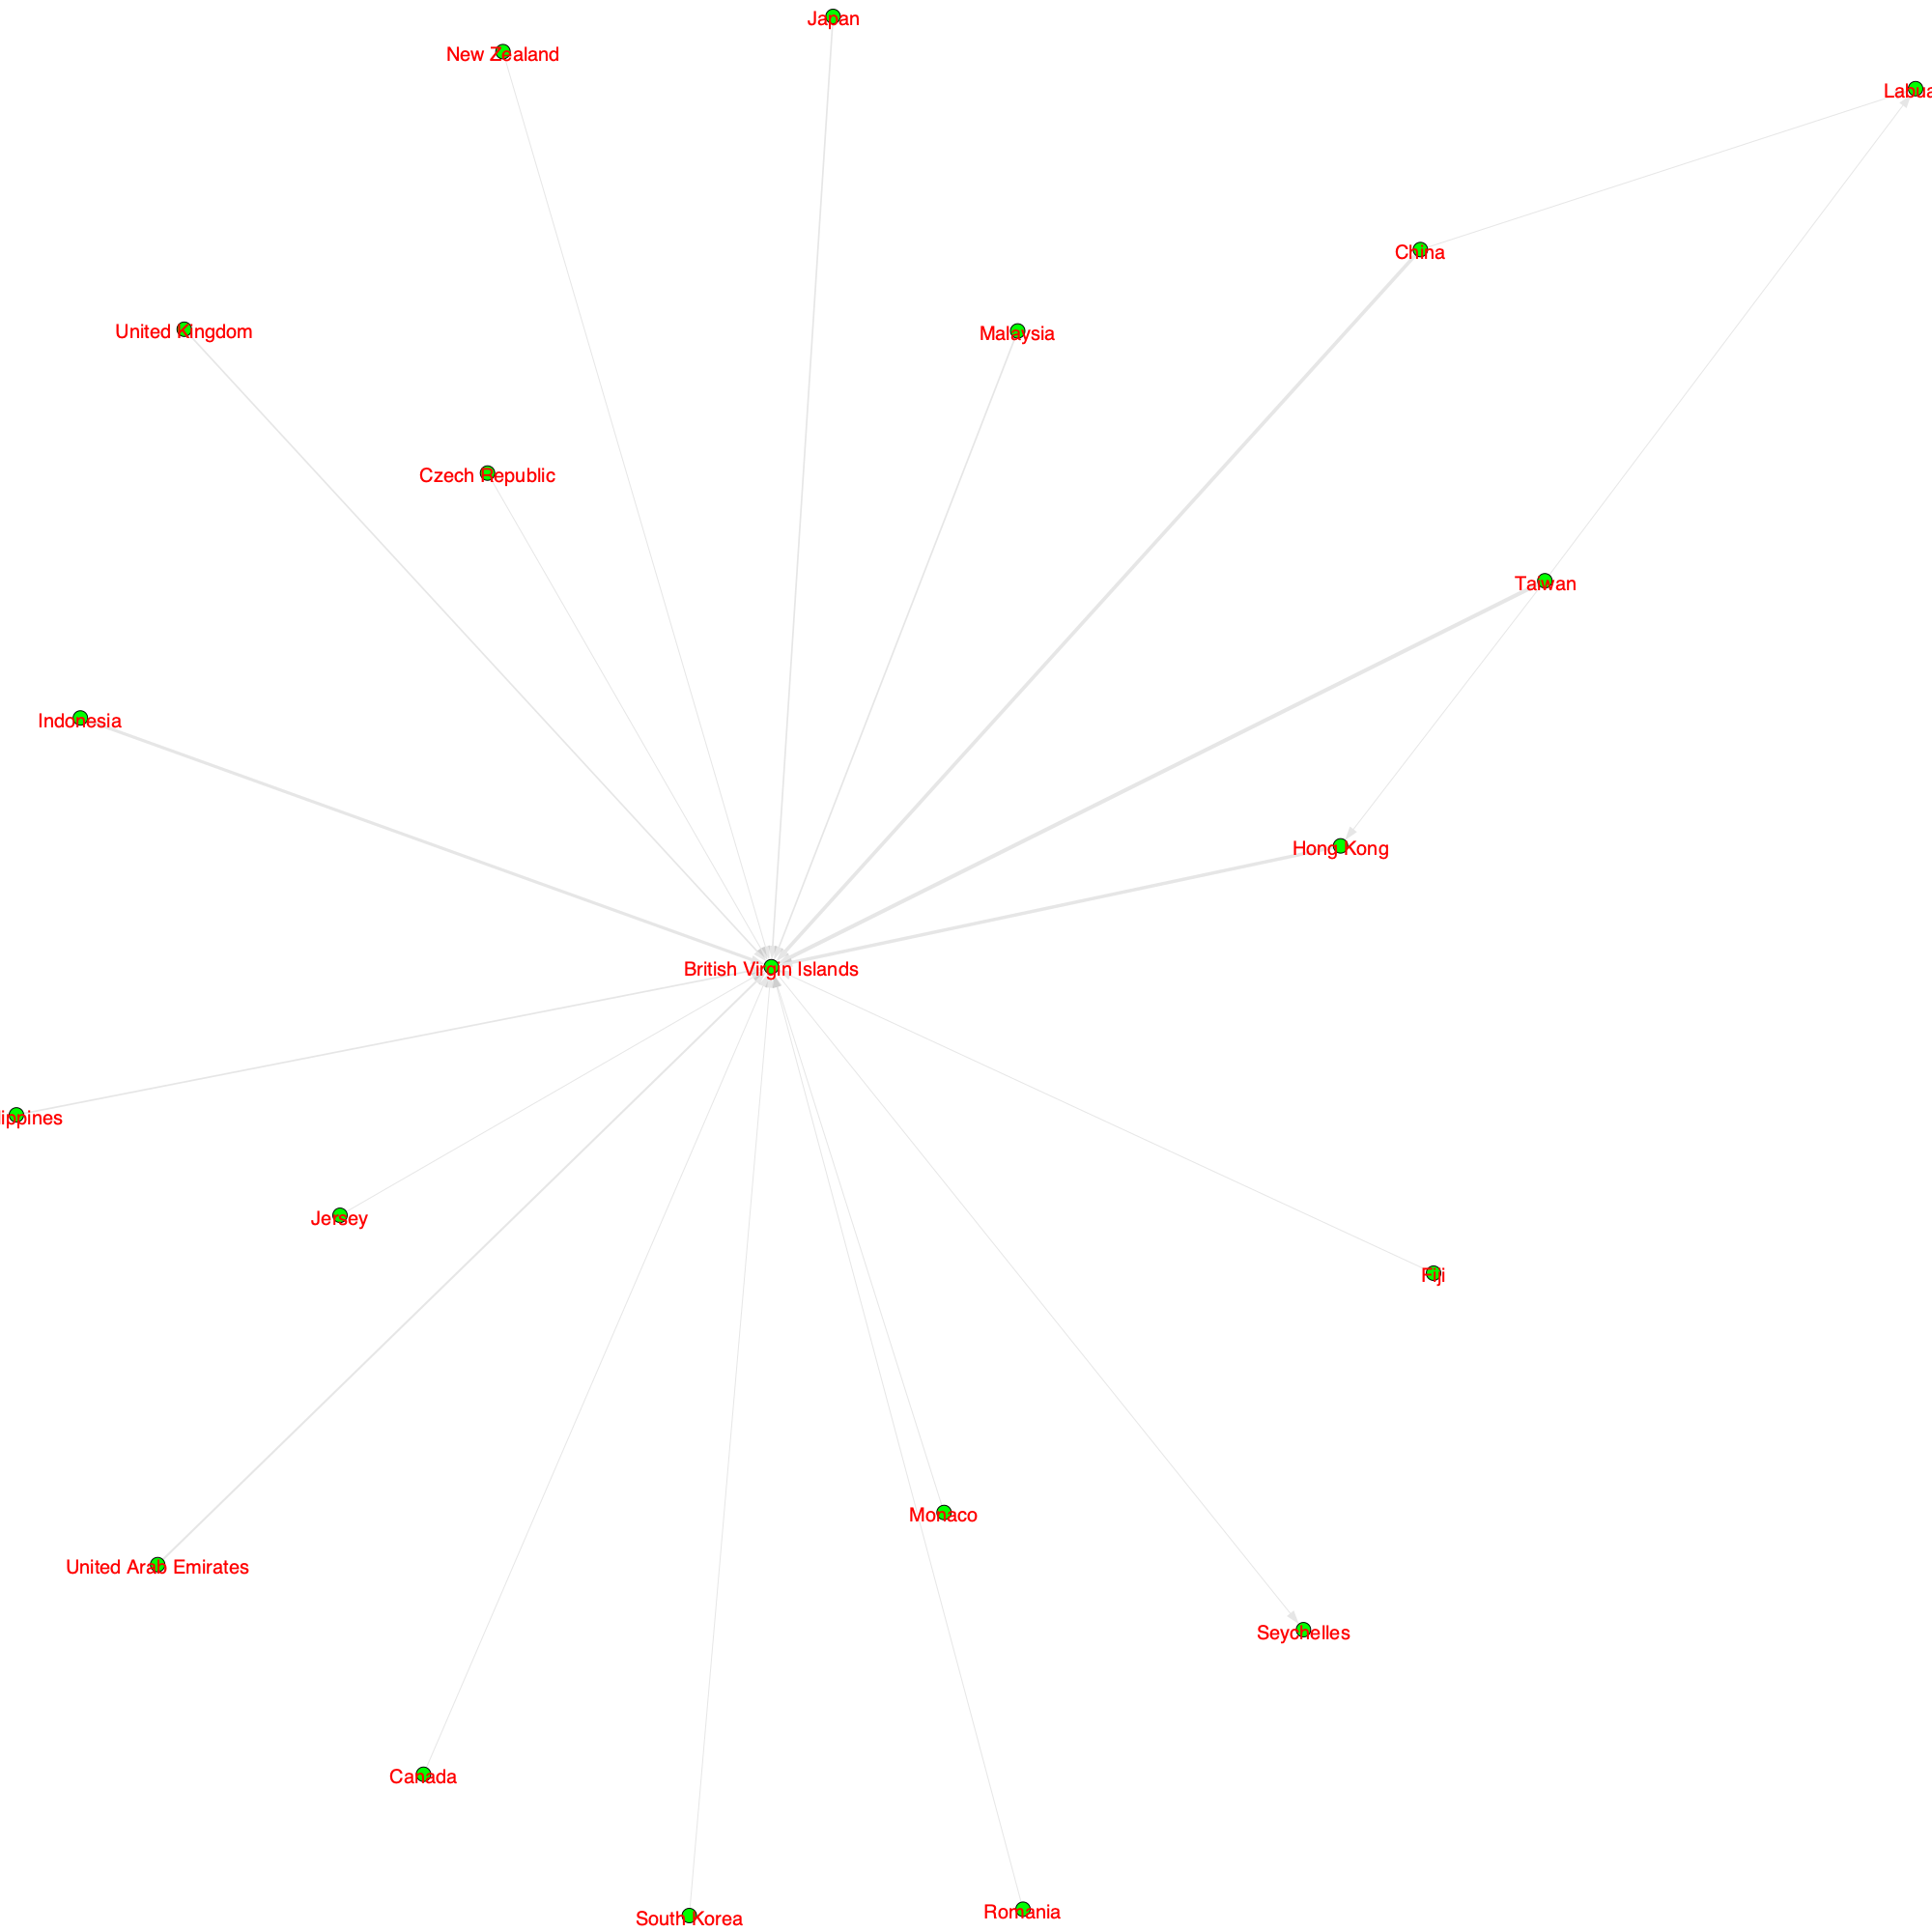 Japan
New Zealand
Labua
China
United Kingdom
Malaysia
Czech Republic
Taiwan
Indonesia
Hong Kong
British Virgin Islands
ippines
Jersey
Fiji
Monaco
United Arab Emirates
Seychelles
Canada
Romania
South Korea